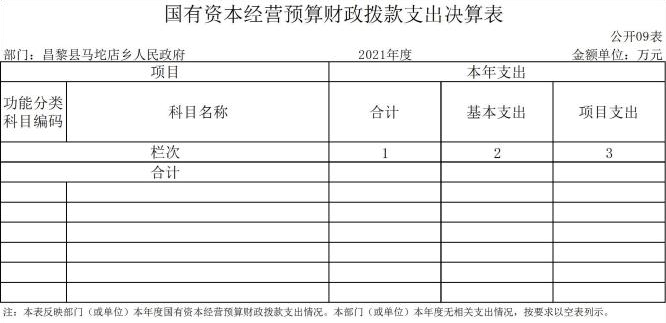 国有资本经营预算财政拨款支出决算表
公开09表
部门：昌黎县马坨店乡人民政府 2021年度 金额单位：万元
项目 本年支出
功能分类科目编码 科目名称 合计 基本支出 项目支出
栏次 1 2 3
合计
注：本表反映部门（或单位）本年度国有资本经营预算财政拨款支出情况。本部门（或单位）本年度无相关支出情况，按要求以空表列示。